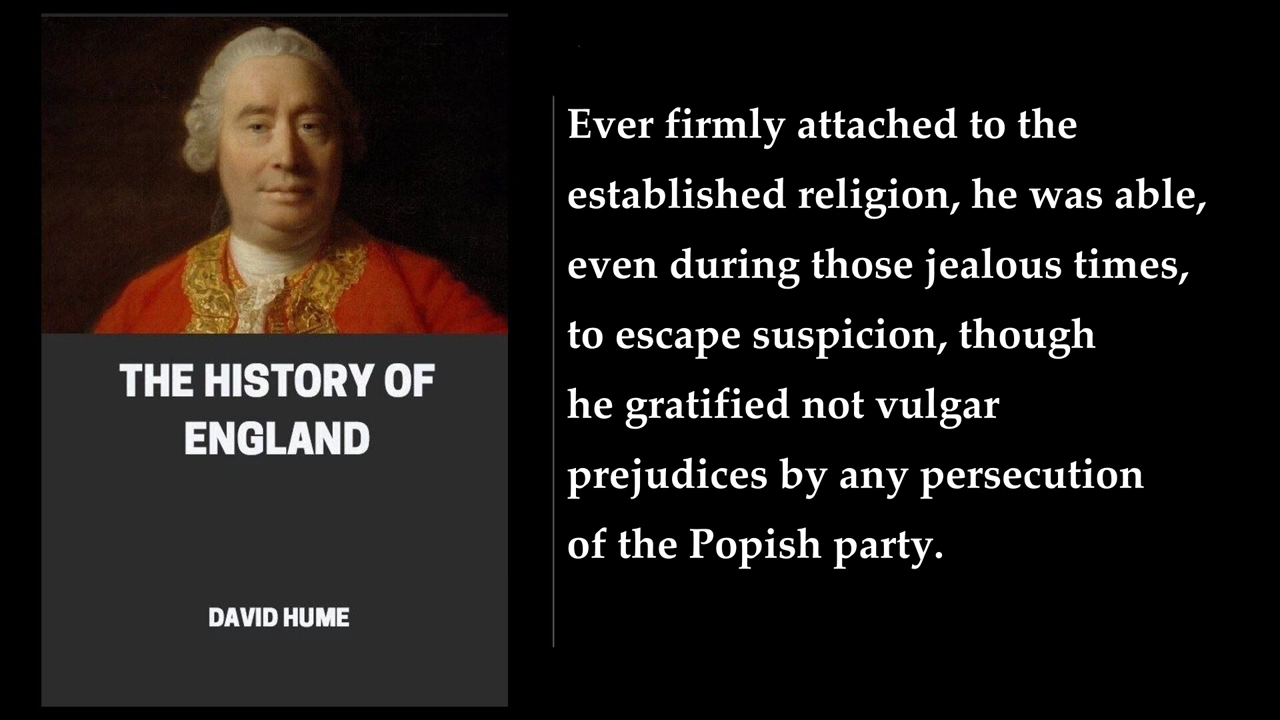 THE HISTORY OF
ENGLAND
DAVID HUME
Ever firmly attached to the
established religion, he was able,
even during those jealous times,
to escape suspicion, though
he gratified not vulgar
prejudices by any persecution
of the Popish party.